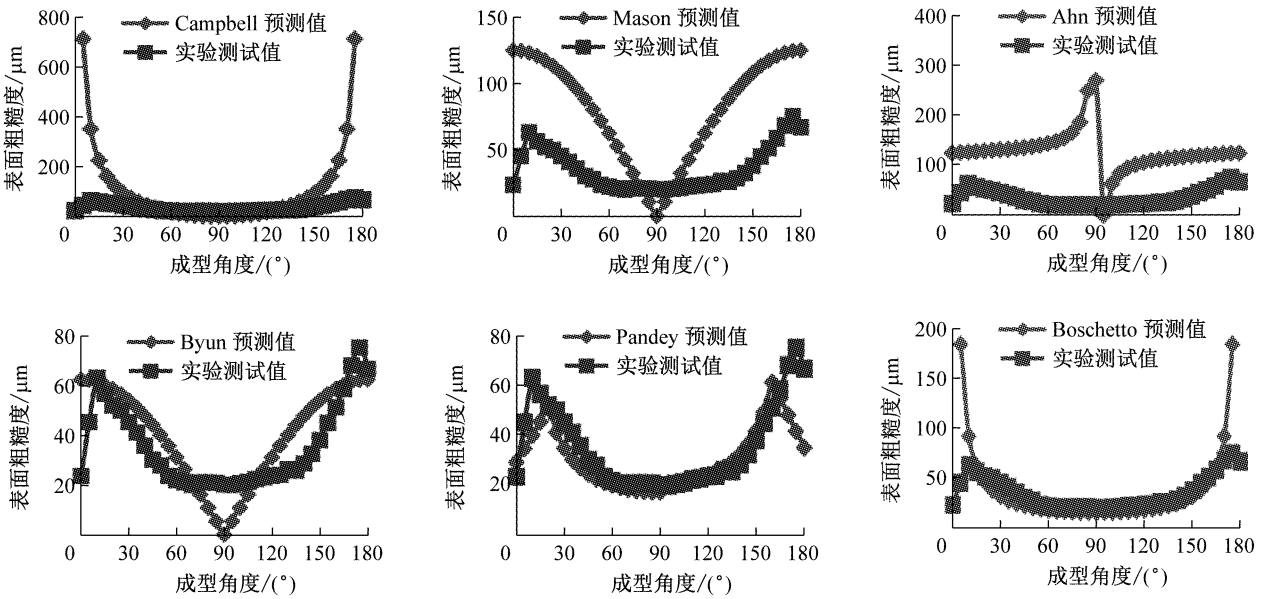 Campbell 预测值
实验测试值
表面粗糙度/μm
800
600
400
200
0 30 60 90 120 150 180
成型角度/(°)
Mason 预测值
实验测试值
表面粗糙度/μm
150
100
50
0 30 60 90 120 150 180
成型角度/(°)
Ahn 预测值
实验测试值
表面粗糙度/μm
400
300
200
100
0 30 60 90 120 150 180
成型角度/(°)
Byun 预测值
实验测试值
表面粗糙度/μm
80
60
40
20
0 30 60 90 120 150 180
成型角度/(°)
Pandey 预测值
实验测试值
表面粗糙度/μm
80
60
40
20
0 30 60 90 120 150 180
成型角度/(°)
Boschetto 预测值
实验测试值
表面粗糙度/μm
200
150
100
50
0 30 60 90 120 150 180
成型角度/(°)